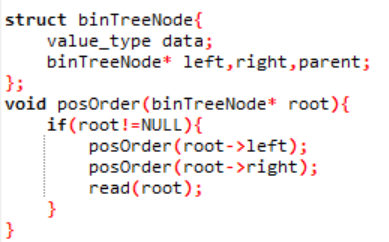 struct binTreeNode{
    value_type data;
    binTreeNode* left,right,parent;
};
void posOrder(binTreeNode* root){
    if(root!=NULL){
        posOrder(root->left);
        posOrder(root->right);
        read(root);
    }
}